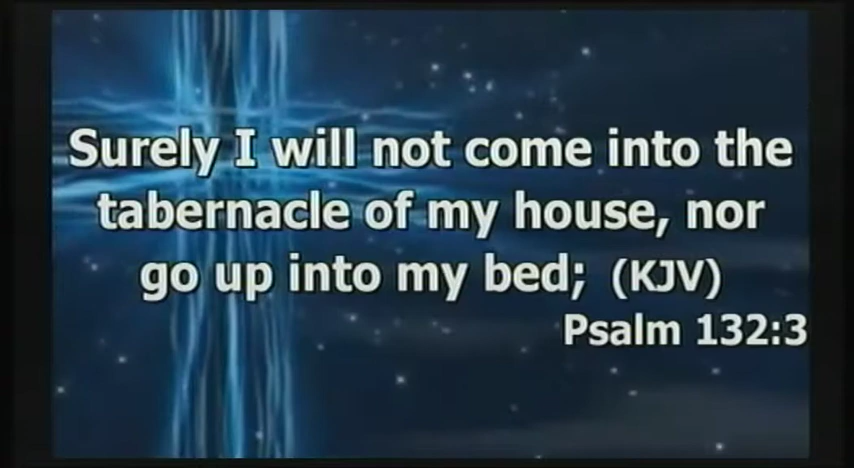 Surely I will not come into the
tabernacle of my house, nor
go up into my bed; (KJV)
Psalm 132:3